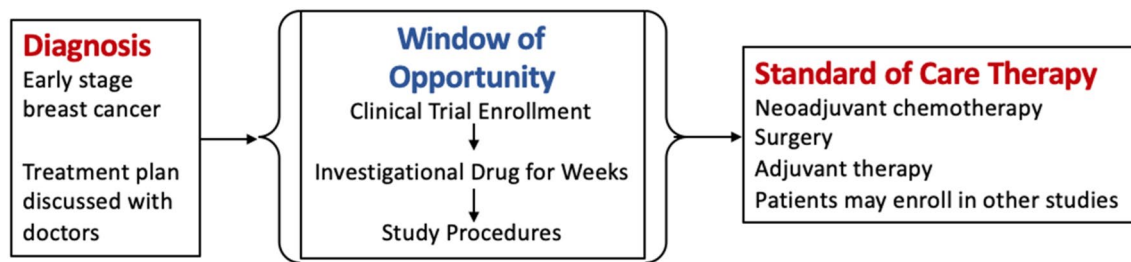 Diagnosis
Early stage
breast cancer
Treatment plan
discussed with
doctors
Window of
Opportunity
Clinical Trial Enrollment
Investigational Drug for Weeks
Study Procedures
Standard of Care Therapy
Neoadjuvant chemotherapy
Surgery
Adjuvant therapy
Patients may enroll in other studies